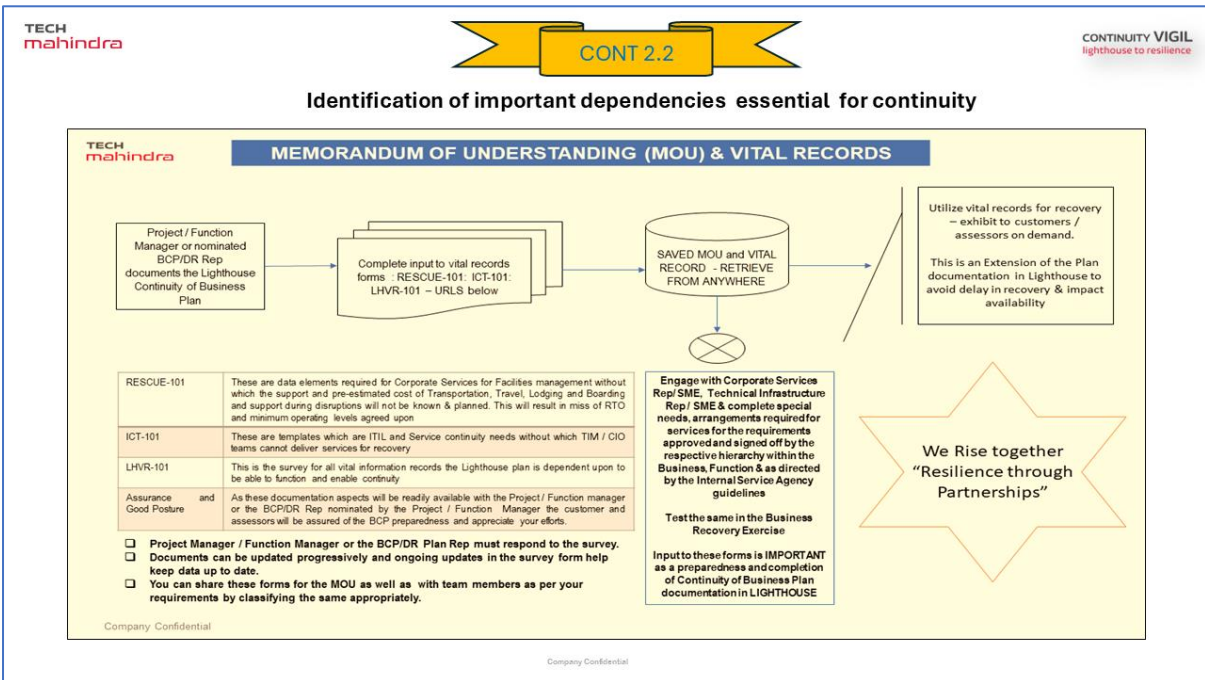 TECH
mahindra
CONT 2.2
CONTINUITY VIGIL
lighthouse to resilience
Identification of important dependencies essential for continuity
TECH
mahindra
MEMORANDUM OF UNDERSTANDING (MOU) & VITAL RECORDS
Project / Function
Manager or nominated
BCP/DR Rep
documents the Lighthouse
Continuity of Business
Plan
Complete input to vital records
forms : RESCUE-101: ICT-101:
LHVR-101 – URLS below
SAVED MOU and VITAL
RECORD - RETRIEVE
FROM ANYWHERE
Utilize vital records for recovery
– exhibit to customers /
assessors on demand.
This is an Extension of the Plan
documentation in Lighthouse to
avoid delay in recovery & impact
availability
RESCUE-101
These are data elements required for Corporate Services for Facilities management without
which the support and pre-estimated cost of Transportation, Travel, Lodging and Boarding
and support during disruptions will not be known & planned. This will result in miss of RTO
and minimum operating levels agreed upon
ICT-101
These are templates which are ITIL and Service continuity needs without which TIM / CIO
teams cannot deliver services for recovery
LHVR-101
This is the survey for all vital information records the Lighthouse plan is dependent upon to
be able to function and enable continuity
Assurance and
Good Posture
As these documentation aspects will be readily available with the Project / Function manager
or the BCP/DR Rep nominated by the Project / Function Manager the customer and
assessors will be assured of the BCP preparedness and appreciate your efforts.
❑ Project Manager / Function Manager or the BCP/DR Plan Rep must respond to the survey.
❑ Documents can be updated progressively and ongoing updates in the survey form help
keep data up to date.
❑ You can share these forms for the MOU as well as with team members as per your
requirements by classifying the same appropriately.
Engage with Corporate Services
Rep/ SME, Technical Infrastructure
Rep / SME & complete special
needs, arrangements required for
services for the requirements
approved and signed off by the
respective hierarchy within the
Business, Function & as directed
by the Internal Service Agency
guidelines
Test the same in the Business
Recovery Exercise
Input to these forms is IMPORTANT
as a preparedness and completion
of Continuity of Business Plan
documentation in LIGHTHOUSE
We Rise together
“Resilience through
Partnerships”
Company Confidential
Company Confidential